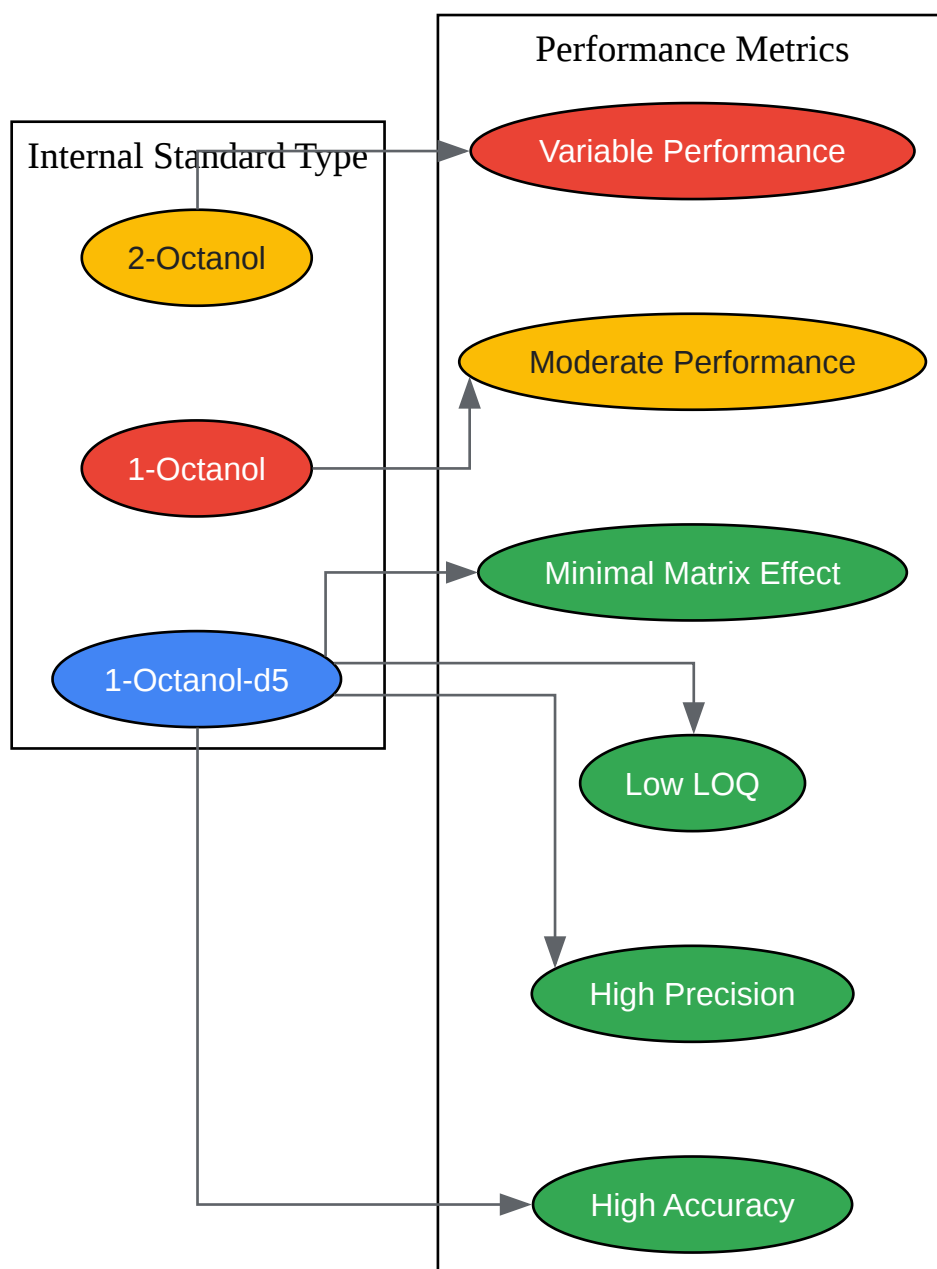 Performance Metrics
Internal Standard Type
Variable Performance
2-Octanol
Moderate Performance
1-Octanol
Minimal Matrix Effect
1-Octanol-d5
Low LOQ
High Precision
High Accuracy